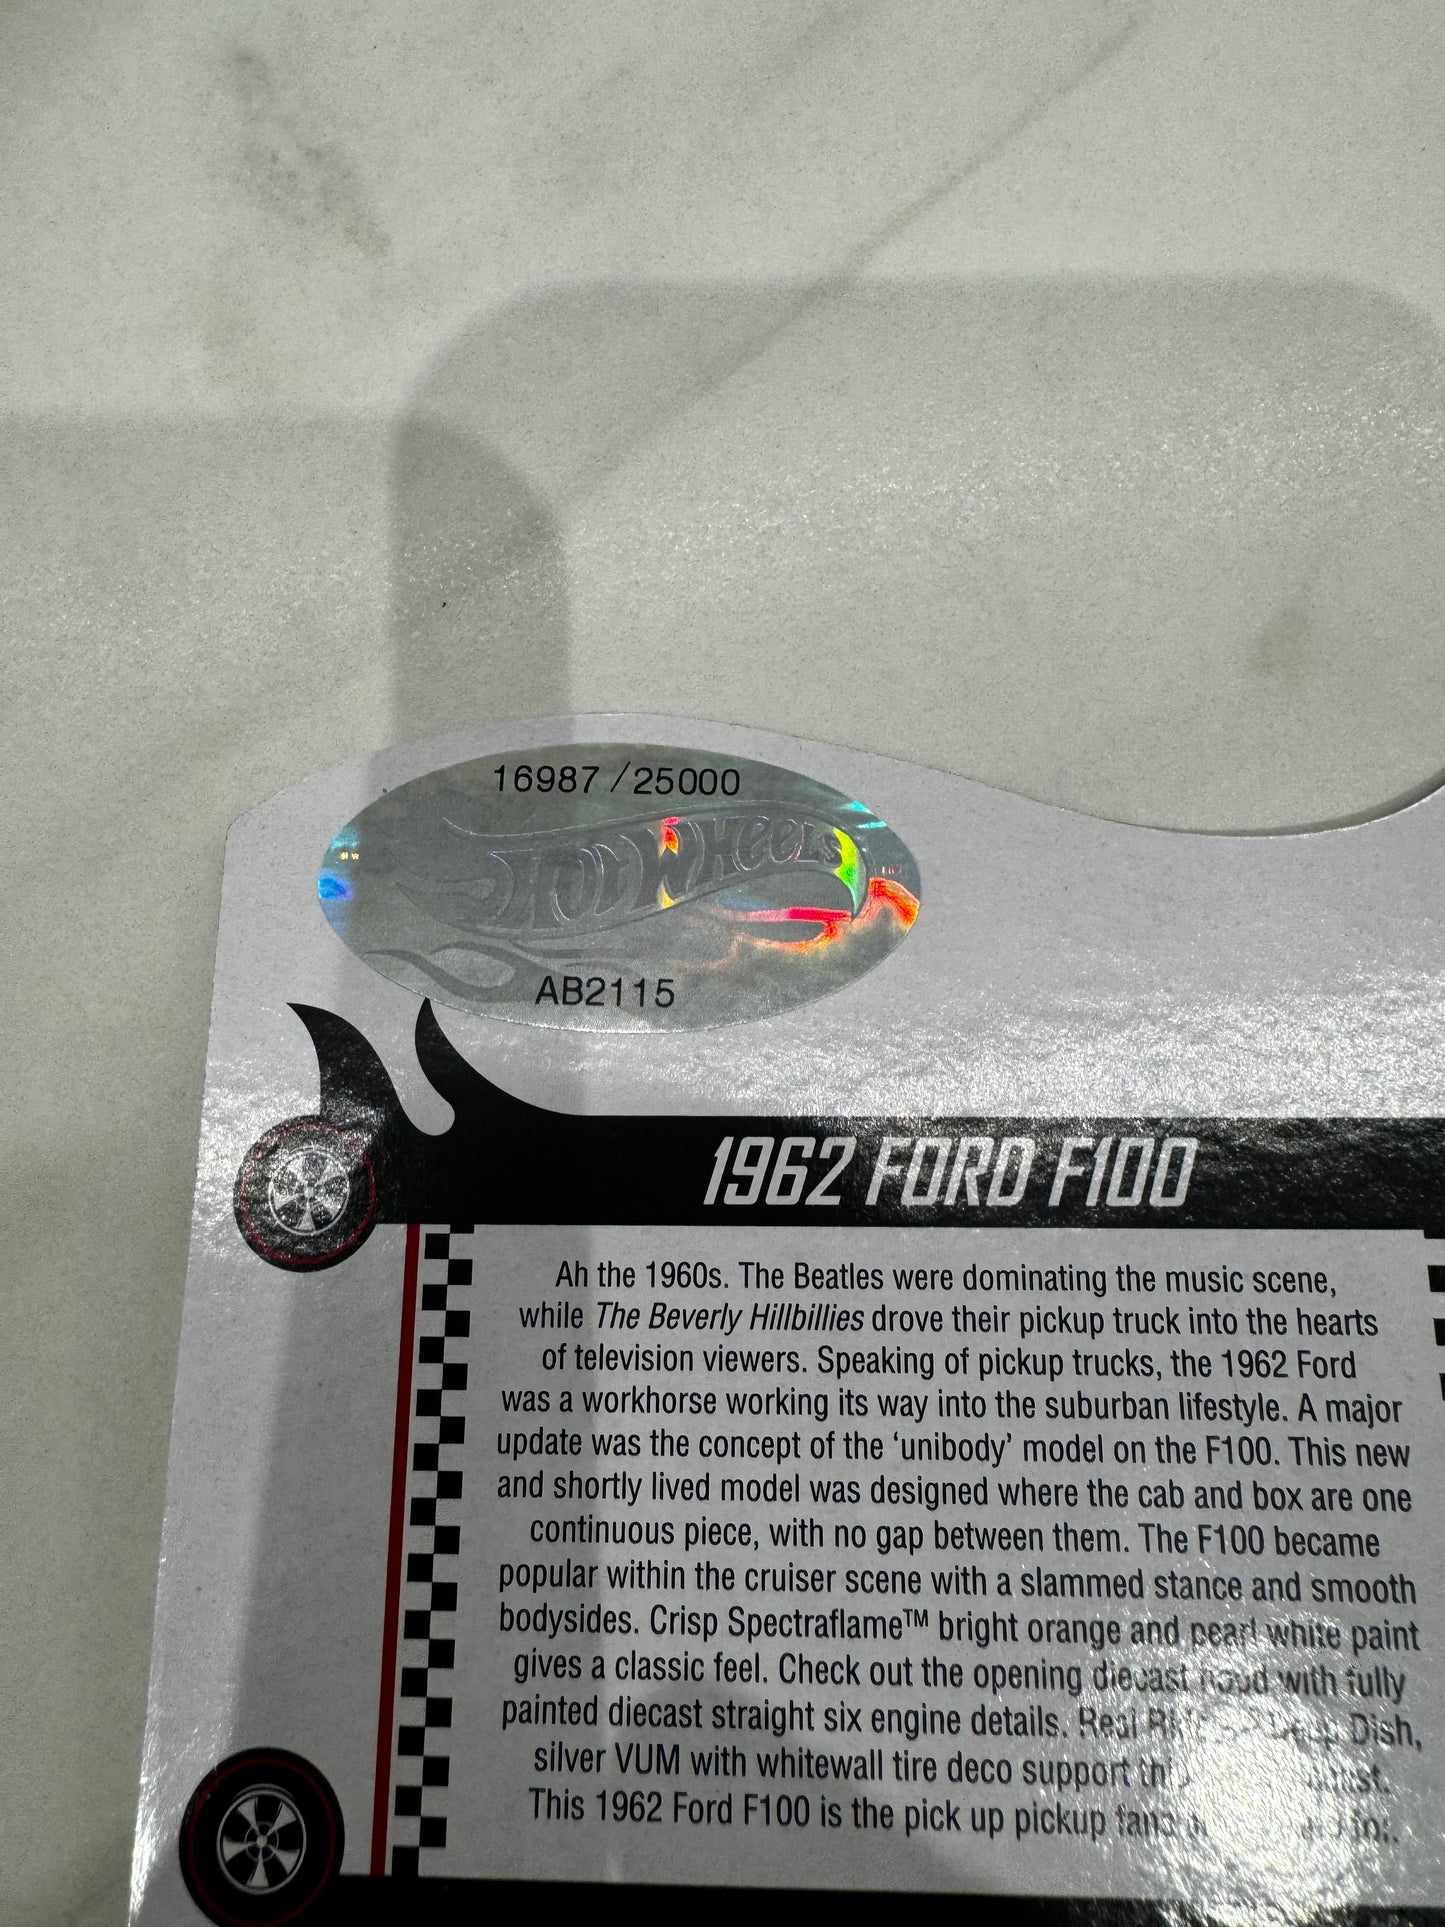 16987 /25000
HOT WHEELS
AB2115
1962 FORD F100
Ah the 1960s. The Beatles were dominating the music scene,
while The Beverly Hillbillies drove their pickup truck into the hearts
of television viewers. Speaking of pickup trucks, the 1962 Ford
was a workhorse working its way into the suburban lifestyle. A major
update was the concept of the ‘unibody’ model on the F100. This new
and shortly lived model was designed where the cab and box are one
continuous piece, with no gap between them. The F100 became
popular within the cruiser scene with a slammed stance and smooth
bodysides. Crisp Spectraflame™ bright orange and pearl white paint
gives a classic feel. Check out the opening diecast hood with fully
painted diecast straight six engine details. Real Deep Dish,
silver VUM with whitewall tire deco support
This 1962 Ford F100 is the pick up pickup fans